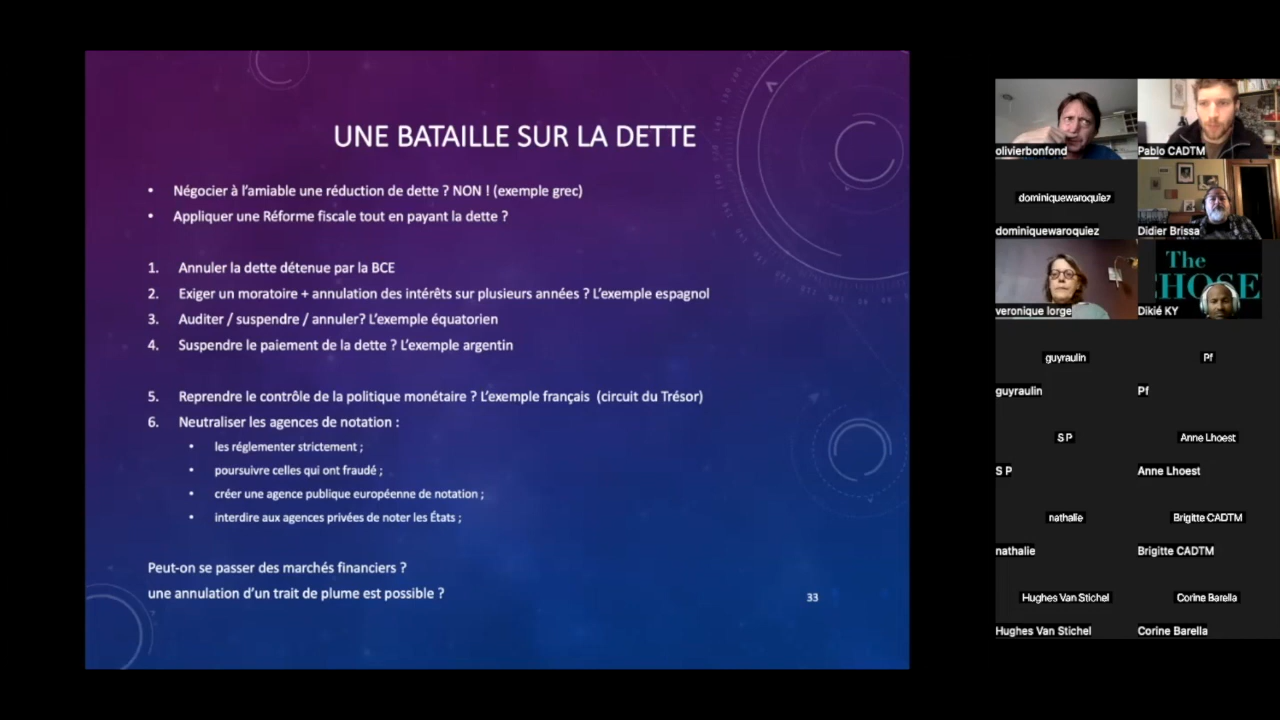 UNE BATAILLE SUR LA DETTE
• Négocier à l'amiable une réduction de dette ? NON ! (exemple grec)
• Appliquer une Réforme fiscale tout en payant la dette ?
1. Annuler la dette détenue par la BCE
2. Exiger un moratoire + annulation des intérêts sur plusieurs années ? L'exemple espagnol
3. Auditer / suspendre / annuler? L'exemple équatorien
4. Suspendre le paiement de la dette ? L'exemple argentin
5. Reprendre le contrôle de la politique monétaire ? L'exemple français (circuit du Trésor)
6. Neutraliser les agences de notation :
• les réglementer strictement ;
• poursuivre celles qui ont fraudé ;
• créer une agence publique européenne de notation ;
• interdire aux agences privées de noter les États ;
Peut-on se passer des marchés financiers ?
une annulation d'un trait de plume est possible ?
33
olivierbonfond
Pablo CADTM
dominiquewaroquiez
dominiquewaroquiez
Didier Brissa
The
CHOSE
veronique lorge
Dikié KY
guyraulin
Pf
guyraulin
Pf
S P
Anne Lhoest
S P
Anne Lhoest
nathalie
Brigitte CADTM
nathalie
Brigitte CADTM
Hughes Van Stichel
Corine Barella
Hughes Van Stichel
Corine Barella